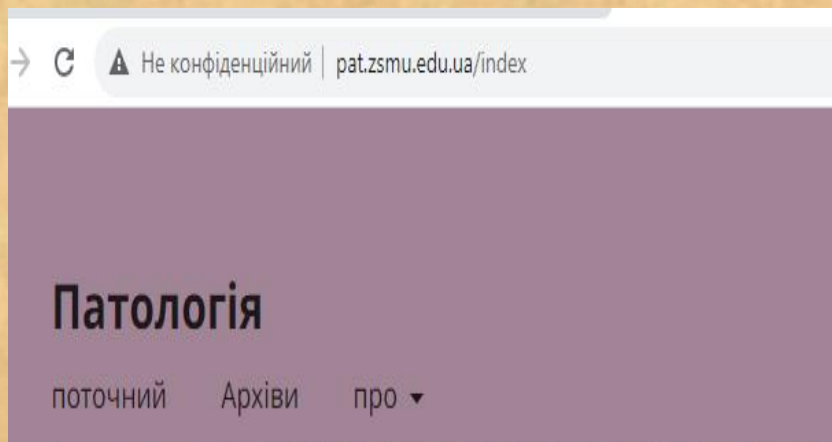 Не конфіденційний | pat.zsmu.edu.ua/index
Патологія
поточний Архіви про